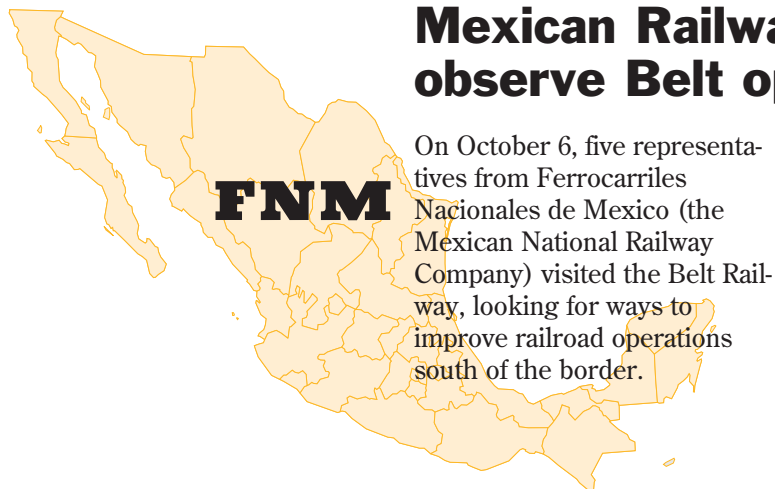 Mexican Railwa
observe Belt op
On October 6, five representa-
tives from Ferrocarriles
Nacionales de Mexico (the
Mexican National Railway
Company) visited the Belt Rail-
way, looking for ways to
improve railroad operations
south of the border.
FNM